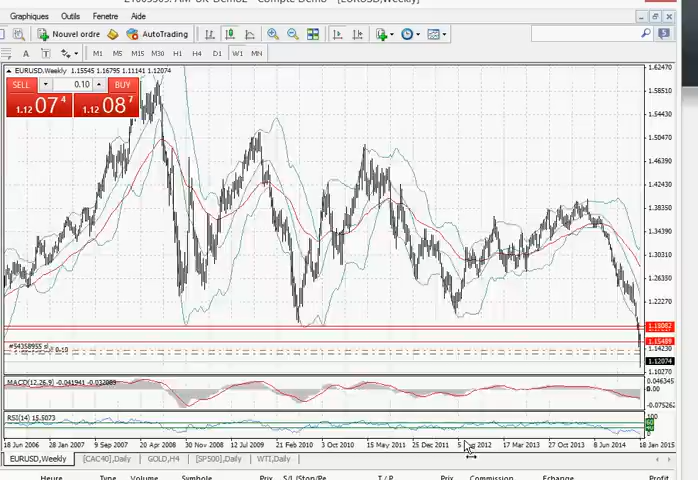 Graphiques Outils Fenetre Aide
Nouvel ordre AutoTrading
M1 M5 M15 M30 H1 H4 D1 W1 MN
EURUSD,Weekly 1.15545 1.16795 1.11141 1.12074
SELL 0.10 BUY
1.12 07 4 1.12 08 7
1.62470
1.58510
1.50470
1.46390
1.42430
1.38350
1.34390
1.30310
1.26330
1.22270
1.18082
1.15489
1.14230
1.12074
1.10270
MACD(12,26,9) -0.041941 -0.032089
0.046345
0.00
RSI(14) 15.5073
100
18 Jun 2006 28 Jan 2007 9 Sep 2007 20 Apr 2008 30 Nov 2008 12 Jul 2009 21 Feb 2010 3 Oct 2010 15 May 2011 25 Dec 2011 2012 17 Mar 2013 27 Oct 2013 8 Jun 2014 18 Jan 2015
EURUSD,Weekly [CAC40],Daily GOLD,H4 [SP500],Daily WTI,Daily
Heure Type Volume Symbole Prix S/L T/P Prix Commission Profit